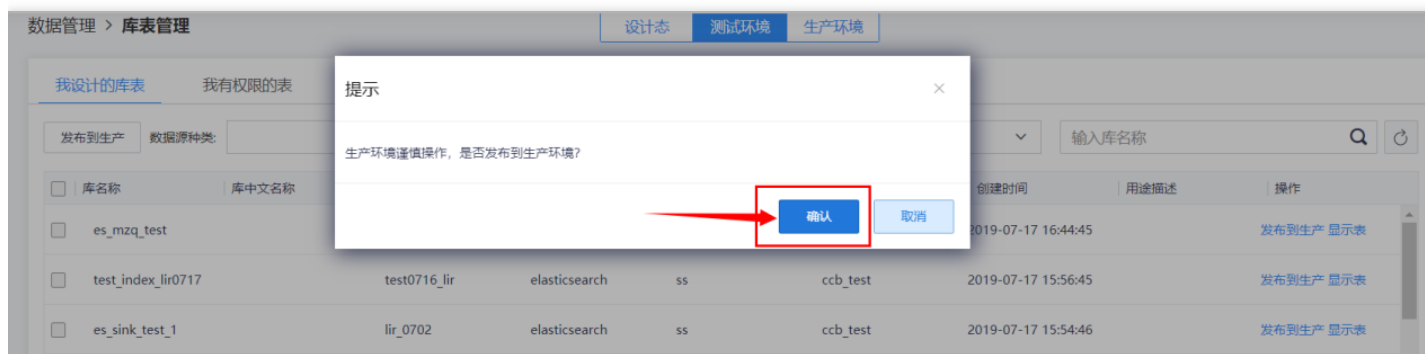 数据管理 > 库表管理
设计态 测试环境 生产环境
我设计的库表 我有权限的表
提示
发布到生产 数据源种类:
生产环境谨慎操作，是否发布到生产环境?
输入库名称
确认 取消
库名称 库中文名称 创建时间 用途描述 操作
es_mzq_test 2019-07-17 16:44:45 发布到生产 显示表
test_index_lir0717 test0716_lir elasticsearch ss ccb_test 2019-07-17 15:56:45 发布到生产 显示表
es_sink_test_1 lir_0702 elasticsearch ss ccb_test 2019-07-17 15:54:46 发布到生产 显示表